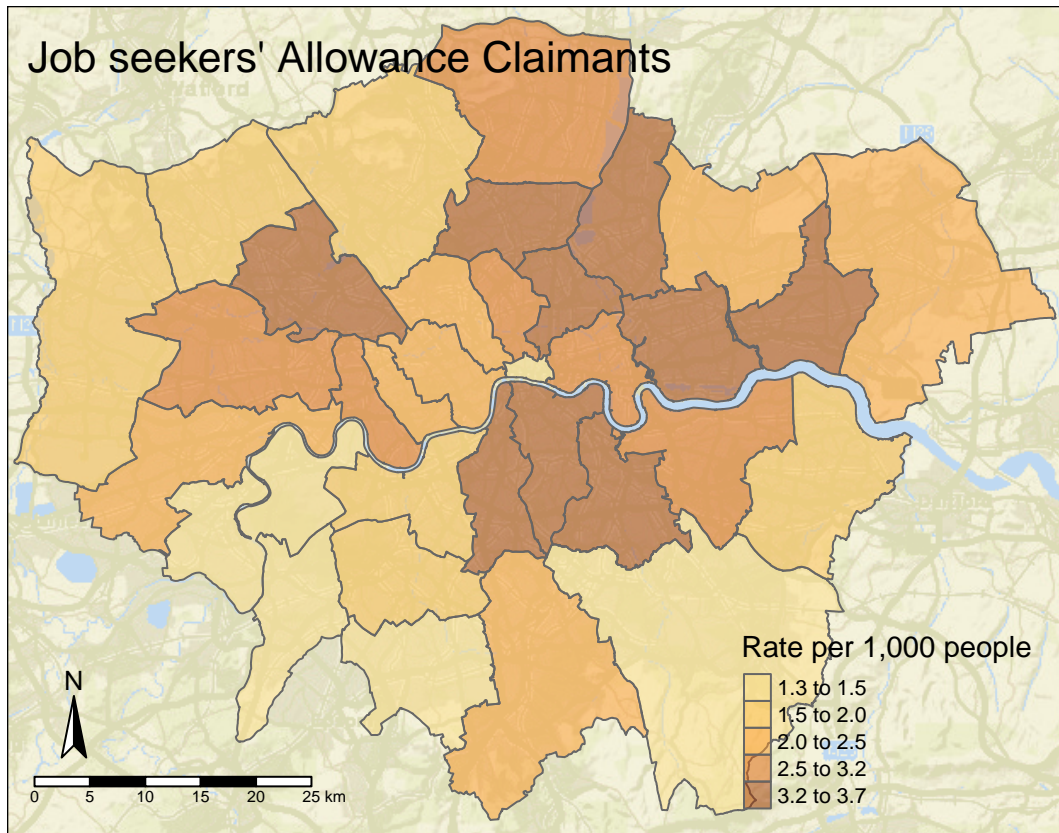 Job seekers' Allowance Claimants
Rate per 1,000 people
1.3 to 1.5
1.5 to 2.0
2.0 to 2.5
2.5 to 3.2
3.2 to 3.7
N
0 5 10 15 20 25 km